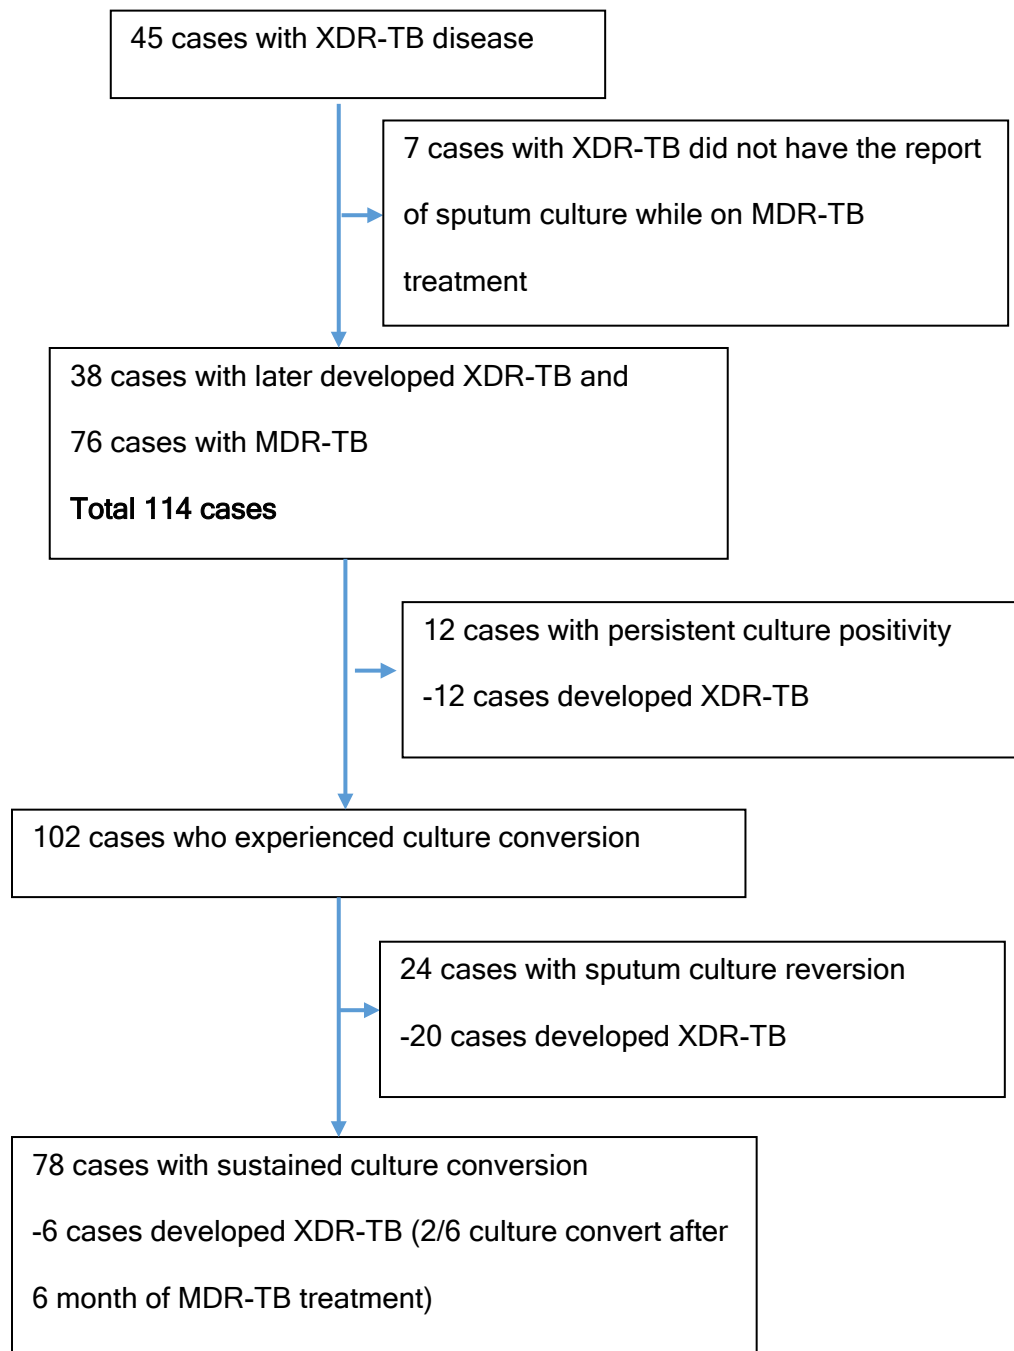 45 cases with XDR-TB disease
7 cases with XDR-TB did not have the report
of sputum culture while on MDR-TB
treatment
38 cases with later developed XDR-TB and
76 cases with MDR-TB
Total 114 cases
12 cases with persistent culture positivity
-12 cases developed XDR-TB
102 cases who experienced culture conversion
24 cases with sputum culture reversion
-20 cases developed XDR-TB
78 cases with sustained culture conversion
-6 cases developed XDR-TB (2/6 culture convert after
6 month of MDR-TB treatment)